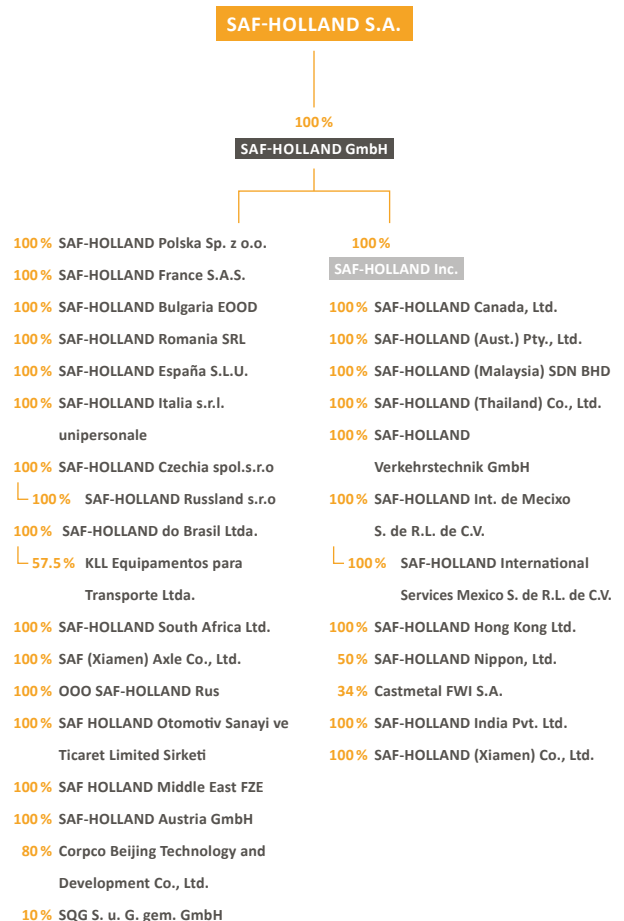 SAF-HOLLAND S.A.
100 %
SAF-HOLLAND GmbH
100 % SAF-HOLLAND Polska Sp. z o.o.
100 % SAF-HOLLAND France S.A.S.
100 % SAF-HOLLAND Bulgaria EOOD
100 % SAF-HOLLAND Romania SRL
100 % SAF-HOLLAND España S.L.U.
100 % SAF-HOLLAND Italia s.r.l.
unipersonale
100 % SAF-HOLLAND Czechia spol.s.r.o
100 % SAF-HOLLAND Russland s.r.o
100 % SAF-HOLLAND do Brasil Ltda.
57.5 % KLL Equipamentos para
Transporte Ltda.
100 % SAF-HOLLAND South Africa Ltd.
100 % SAF (Xiamen) Axle Co., Ltd.
100 % OOO SAF-HOLLAND Rus
100 % SAF HOLLAND Otomotiv Sanayi ve
Ticaret Limited Sirketi
100 % SAF HOLLAND Middle East FZE
100 % SAF-HOLLAND Austria GmbH
80 % Corpco Beijing Technology and
Development Co., Ltd.
10 % SQG S. u. G. gem. GmbH
100 %
SAF-HOLLAND Inc.
100 % SAF-HOLLAND Canada, Ltd.
100 % SAF-HOLLAND (Aust.) Pty., Ltd.
100 % SAF-HOLLAND (Malaysia) SDN BHD
100 % SAF-HOLLAND (Thailand) Co., Ltd.
100 % SAF-HOLLAND
Verkehrstechnik GmbH
100 % SAF-HOLLAND Int. de Mecixo
S. de R.L. de C.V.
100 % SAF-HOLLAND International
Services Mexico S. de R.L. de C.V.
100 % SAF-HOLLAND Hong Kong Ltd.
50 % SAF-HOLLAND Nippon, Ltd.
34 % Castmetal FWI S.A.
100 % SAF-HOLLAND India Pvt. Ltd.
100 % SAF-HOLLAND (Xiamen) Co., Ltd.